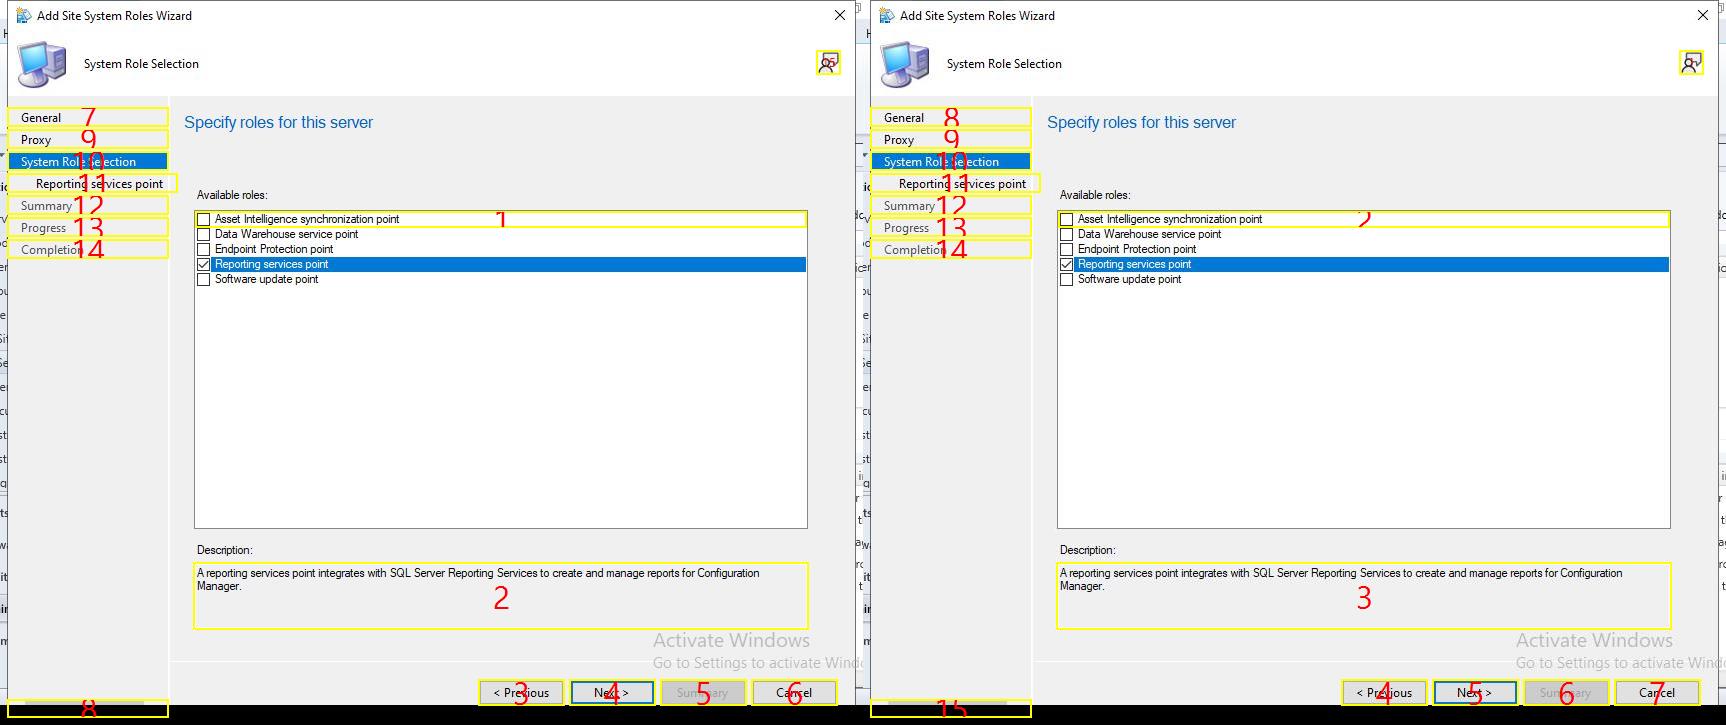 Add Site System Roles Wizard
System Role Selection
General 7
Proxy 9
System Role Selection 10
Reporting services point 11
Summary 12
Progress 13
Completion 14
8
Specify roles for this server
Available roles:
Asset Intelligence synchronization point 1
Data Warehouse service point
Endpoint Protection point
Reporting services point
Software update point
Description:
A reporting services point integrates with SQL Server Reporting Services to create and manage reports for Configuration
Manager.
2
Activate Windows
Go to Settings to activate Windo
< Previous 3
Next > 4
Summary 5
Cancel 6
Add Site System Roles Wizard
System Role Selection
General 8
Proxy 9
System Role Selection 10
Reporting services point 11
Summary 12
Progress 13
Completion 14
15
Specify roles for this server
Available roles:
Asset Intelligence synchronization point 2
Data Warehouse service point
Endpoint Protection point
Reporting services point
Software update point
Description:
A reporting services point integrates with SQL Server Reporting Services to create and manage reports for Configuration
Manager.
3
Activate Windows
Go to Settings to activate Windo
< Previous 4
Next > 5
Summary 6
Cancel 7